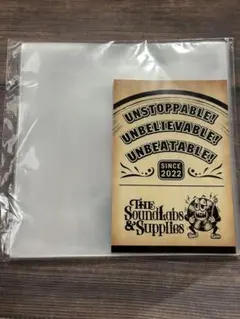 UNSTOPPABLE!
UNBELIEVABLE!
UNBEATABLE!
SINCE
2022
THE
SOUNDLABS
& SUPPLIES